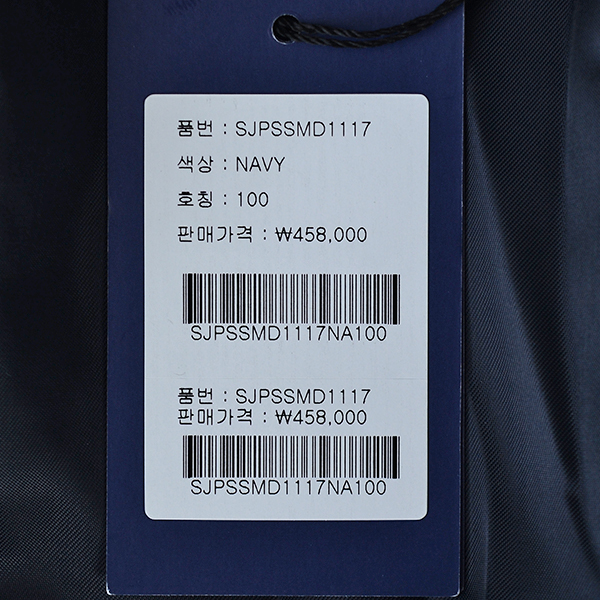 품번 : SJPSSMD1117
색상 : NAVY
호칭 : 100
판매가격 : ₩458,000
SJPSSMD1117NA100
품번 : SJPSSMD1117
판매가격 : ₩458,000
SJPSSMD1117NA100